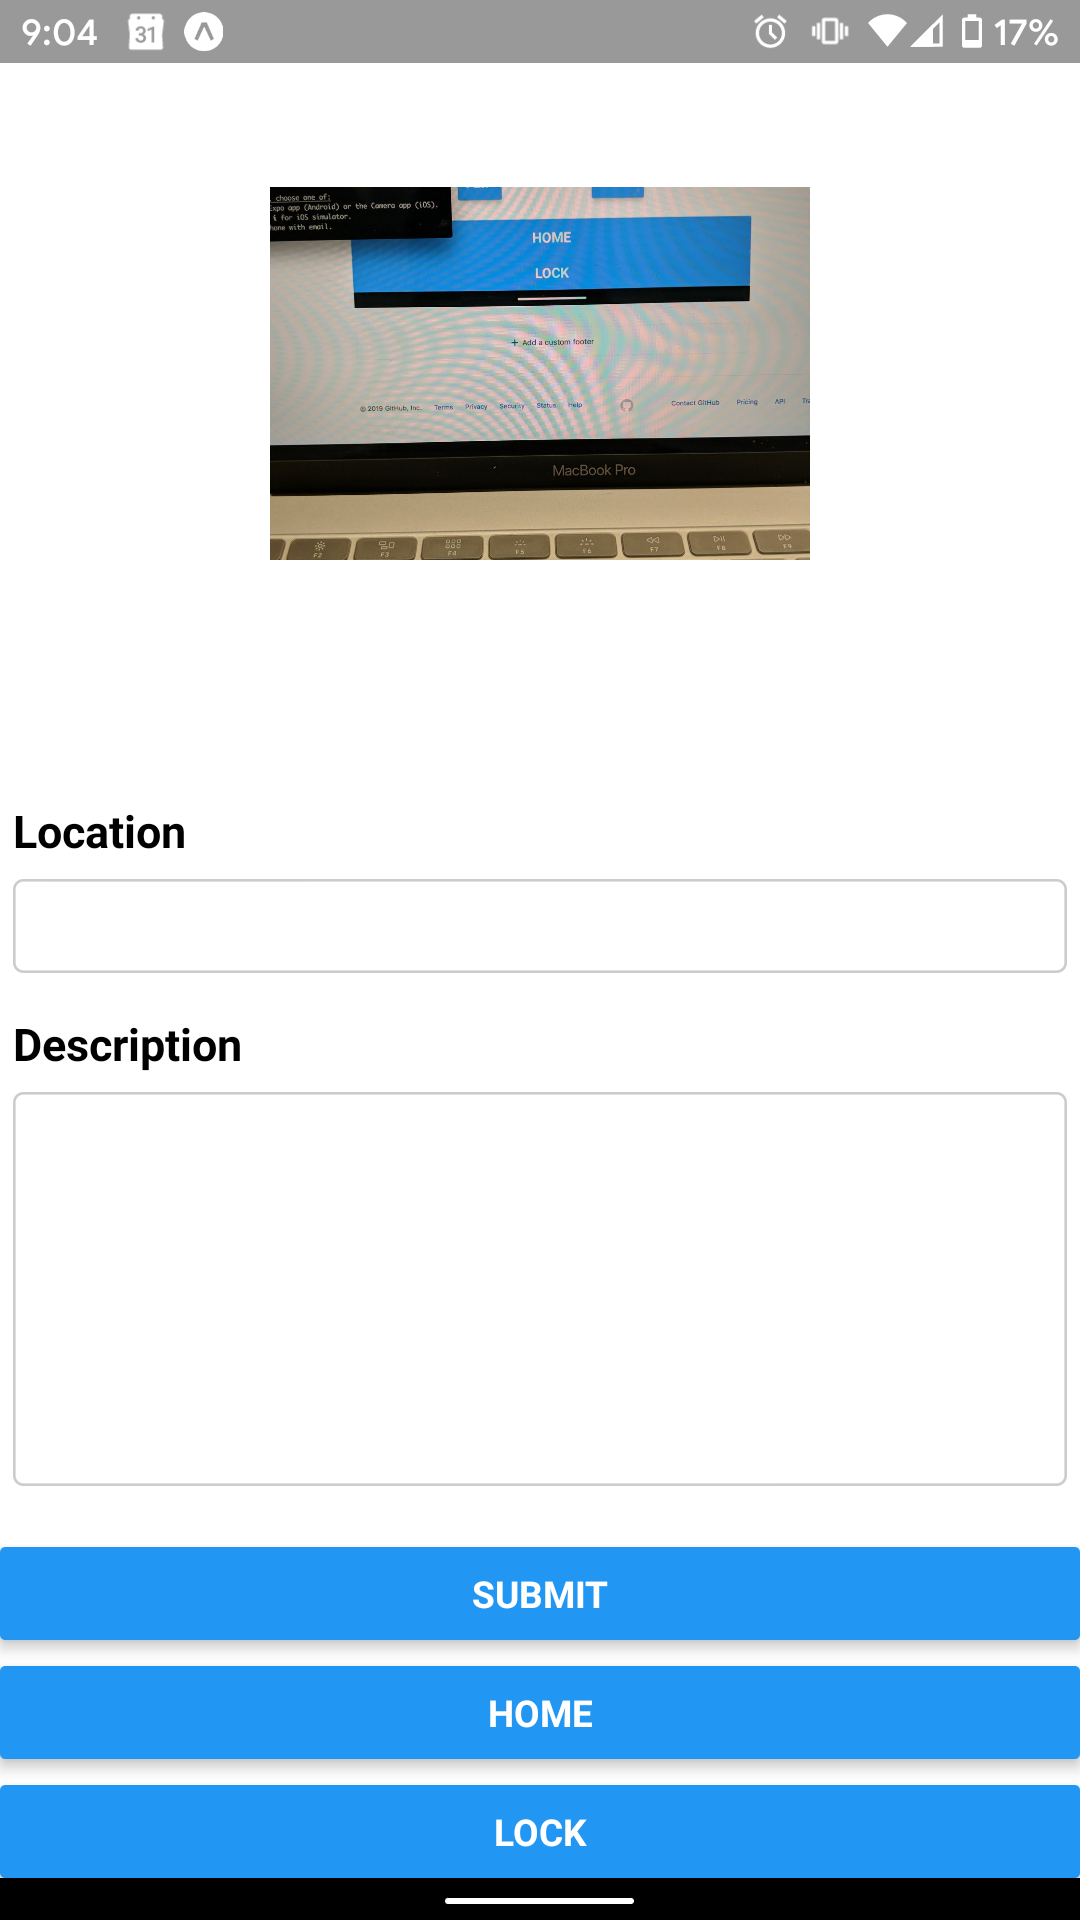 9:04 31 17%
choose one of:
Expo app (Android) or the Camera app (iOS).
i for iOS simulator.
hone with email.
HOME
LOCK
+ Add a custom footer
© 2019 GitHub, Inc. Terms Privacy Security Status Help Contact GitHub Pricing API
MacBook Pro
F2 F3 F4 F5 F6 F7 F8 F9
Location
Description
SUBMIT
HOME
LOCK